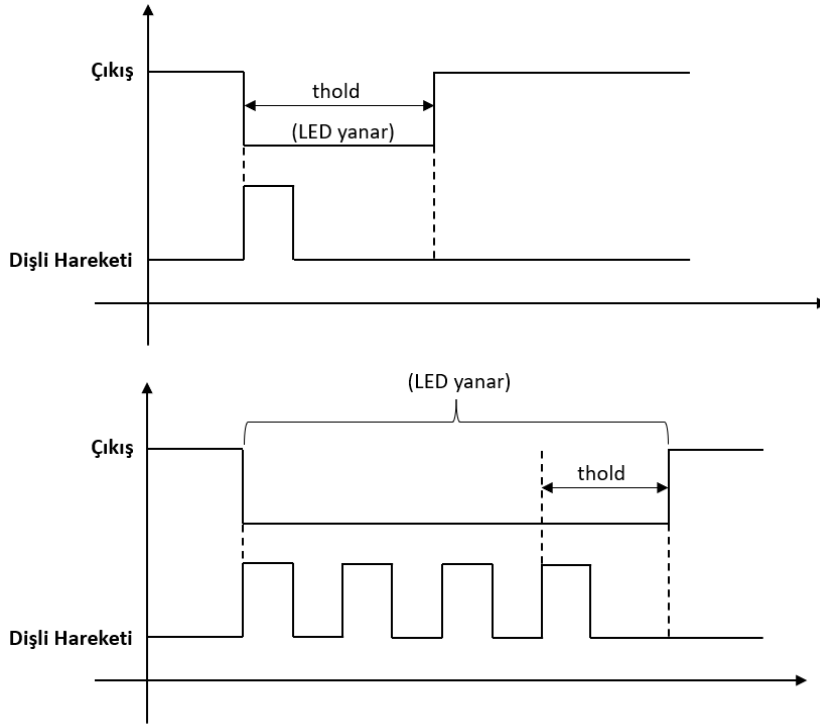 Çıkış
thold
(LED yanar)
Dişli Hareketi
(LED yanar)
Çıkış
thold
Dişli Hareketi